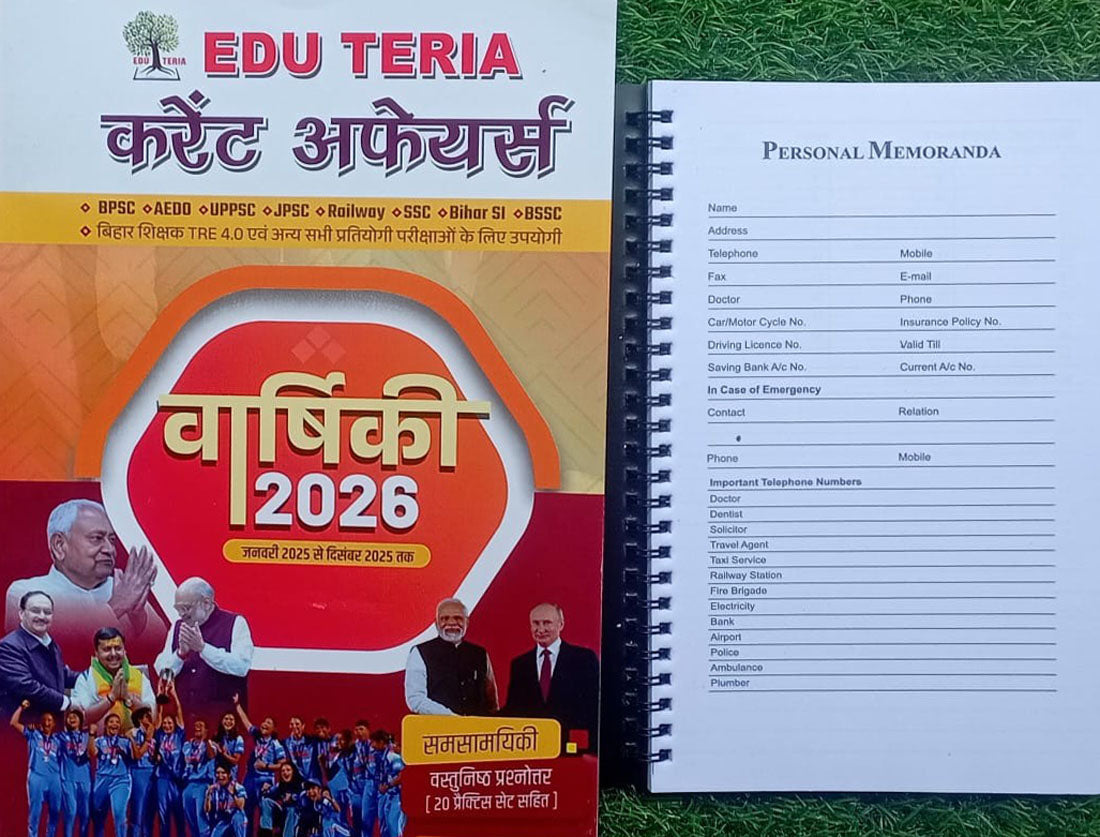 EDU TERIA
EDU TERIA
करेंट अफेयर्स
BPSC AEDO UPPSC JPSC Railway SSC Bihar SI BSSC
बिहार शिक्षक TRE 4.0 एवं अन्य सभी प्रतियोगी परीक्षाओं के लिए उपयोगी
वार्षिकी
2026
जनवरी 2025 से दिसंबर 2025 तक
समसामयिकी
वस्तुनिष्ठ प्रश्नोत्तर
[ 20 प्रैक्टिस सेट सहित ]
PERSONAL MEMORANDA
Name
Address
Telephone Mobile
Fax E-mail
Doctor Phone
Car/Motor Cycle No. Insurance Policy No.
Driving Licence No. Valid Till
Saving Bank A/c No. Current A/c No.
In Case of Emergency
Contact Relation
Phone Mobile
Important Telephone Numbers
Doctor
Dentist
Solicitor
Travel Agent
Taxi Service
Railway Station
Fire Brigade
Electricity
Bank
Airport
Police
Ambulance
Plumber